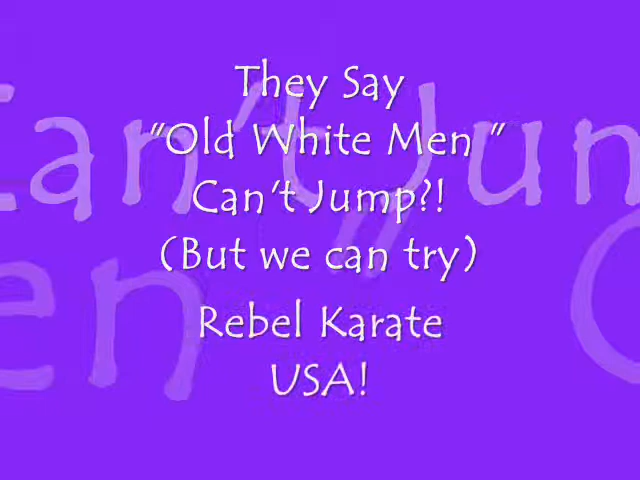 They Say
"Old White Men "
Can't Jump?!
(But we can try)
Rebel Karate
USA!